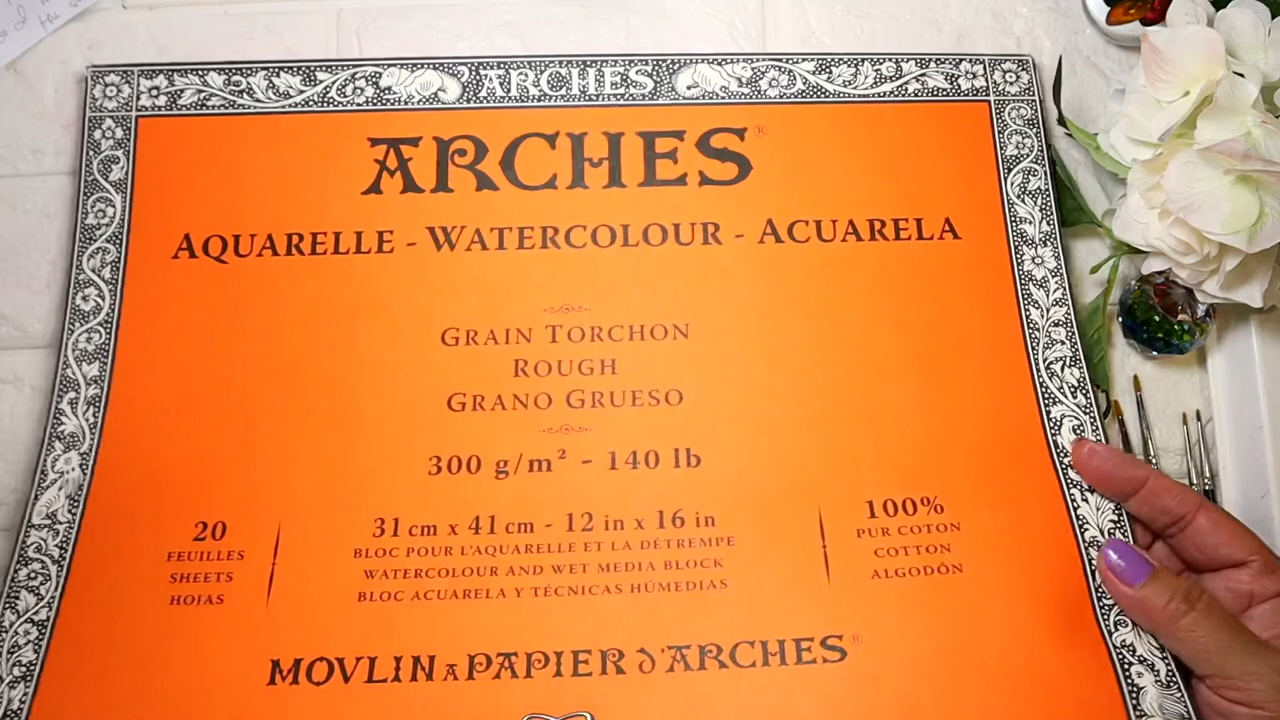 ARCHES
ARCHES®
AQUARELLE - WATERCOLOUR - ACUARELA
GRAIN TORCHON
ROUGH
GRANO GRUESO
300 g/m² - 140 lb
20
FEUILLES
SHEETS
HOJAS
31 cm x 41 cm - 12 in x 16 in
BLOC POUR L'AQUARELLE ET LA DÉTREMPE
WATERCOLOUR AND WET MEDIA BLOCK
BLOC ACUARELA Y TÉCNICAS HÚMEDIAS
100%
PUR COTON
COTTON
ALGODÓN
MOVLIN A PAPIER d'ARCHES®